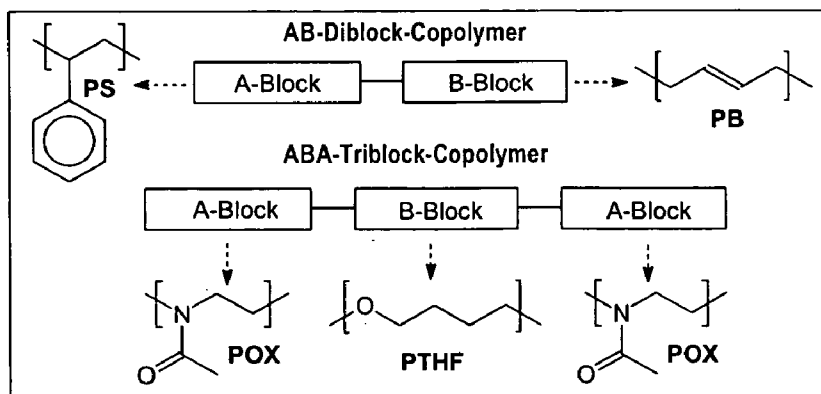 AB-Diblock-Copolymer
PS
A-Block
B-Block
PB
ABA-Triblock-Copolymer
A-Block
B-Block
A-Block
N
O
POX
O
PTHF
N
O
POX